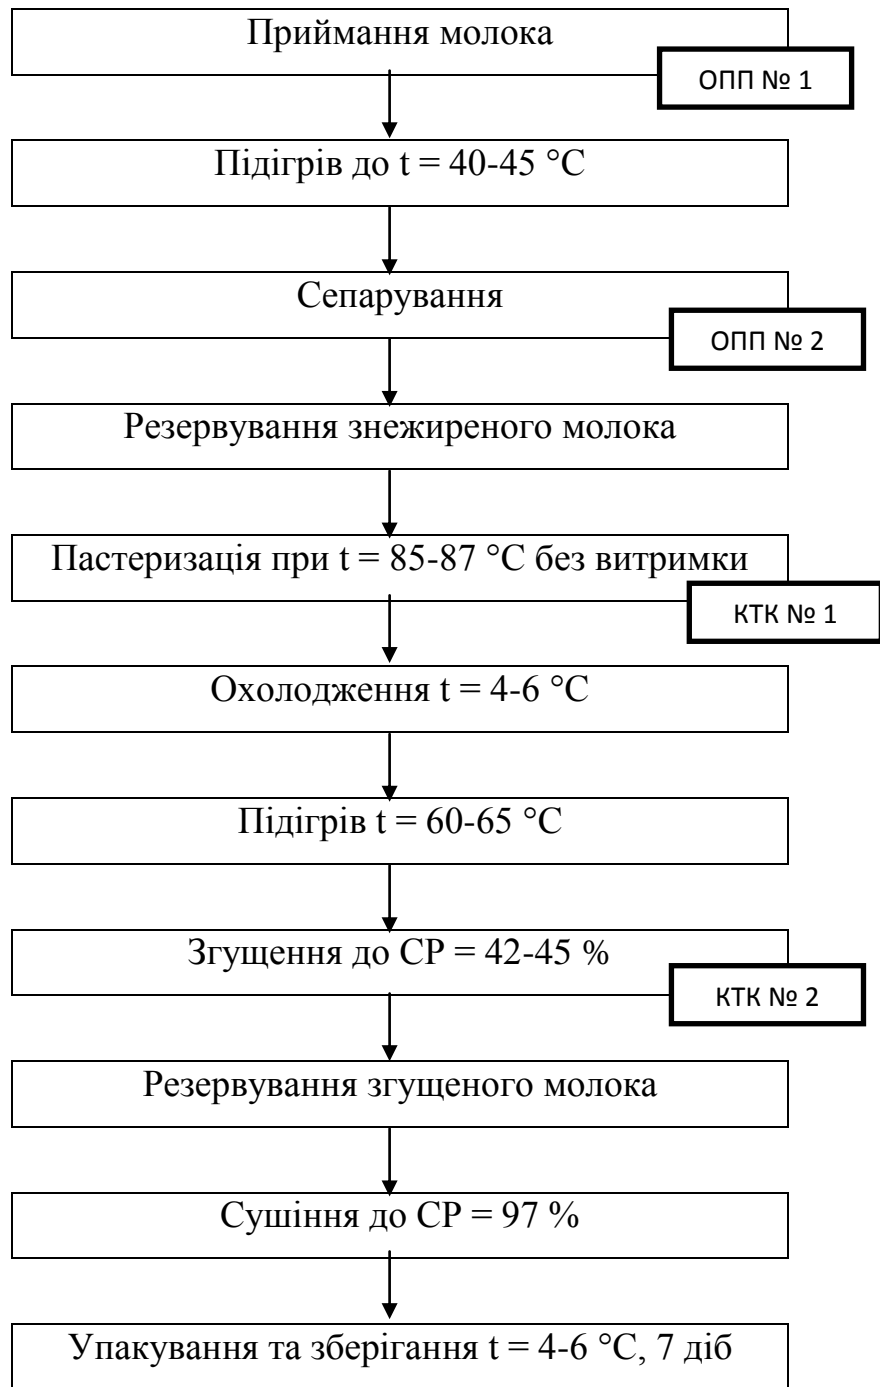 Приймання молока
ОПП № 1
Підігрів до t = 40-45 °C
Сепарування
ОПП № 2
Резервування знежиреного молока
Пастеризація при t = 85-87 °C без витримки
КТК № 1
Охолодження t = 4-6 °C
Підігрів t = 60-65 °C
Згущення до СР = 42-45 %
КТК № 2
Резервування згущеного молока
Сушіння до СР = 97 %
Упакування та зберігання t = 4-6 °C, 7 діб